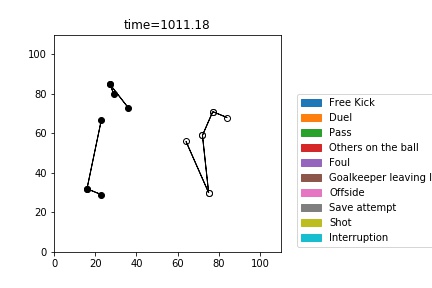 time=1011.18
100
80
60
40
20
0
0 20 40 60 80 100
Free Kick
Duel
Pass
Others on the ball
Foul
Goalkeeper leaving l
Offside
Save attempt
Shot
Interruption